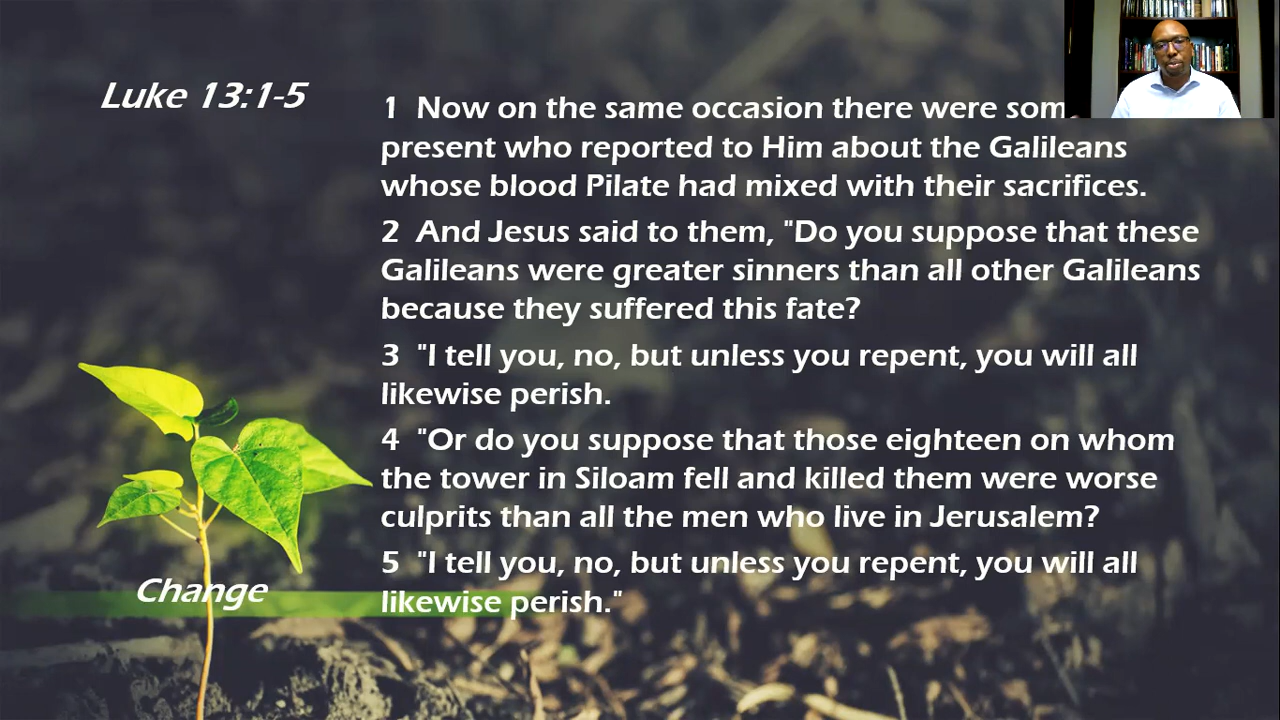 Luke 13:1-5
1 Now on the same occasion there were som
present who reported to Him about the Galileans
whose blood Pilate had mixed with their sacrifices.
2 And Jesus said to them, "Do you suppose that these
Galileans were greater sinners than all other Galileans
because they suffered this fate?
3 "I tell you, no, but unless you repent, you will all
likewise perish.
4 "Or do you suppose that those eighteen on whom
the tower in Siloam fell and killed them were worse
culprits than all the men who live in Jerusalem?
5 "I tell you, no, but unless you repent, you will all
likewise perish."
Change